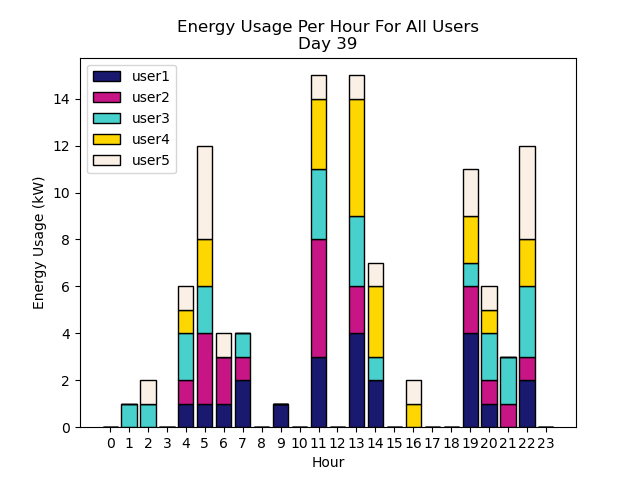 Energy Usage Per Hour For All Users
Day 39
user1
user2
user3
user4
user5
Energy Usage (kW)
14
12
10
8
6
4
2
0
0 1 2 3 4 5 6 7 8 9 10 11 12 13 14 15 16 17 18 19 20 21 22 23
Hour